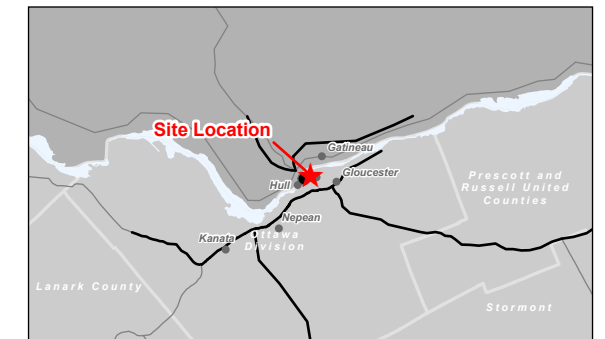 Site Location
Gatineau
Gloucester
Hull
Prescott and
Russell United
Counties
Nepean
Kanata
Ottawa
Division
Lanark County
Stormont